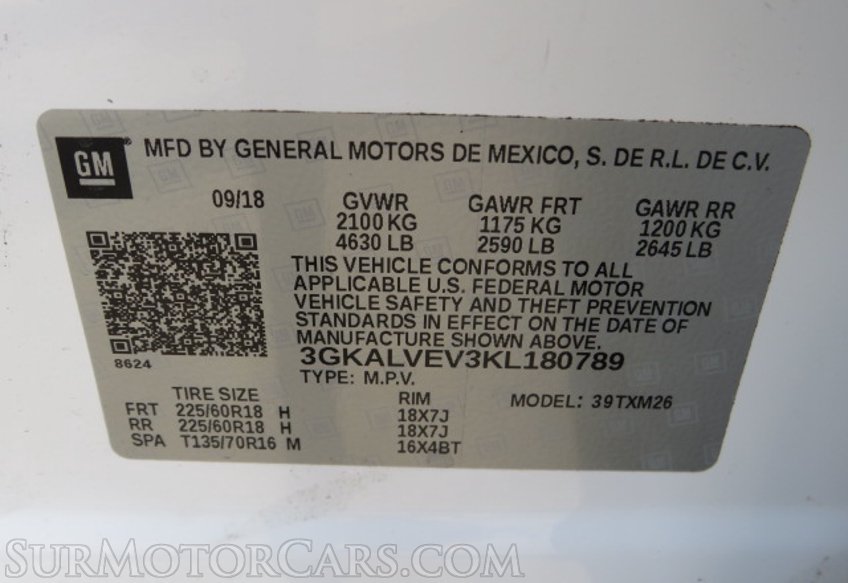 GM MFD BY GENERAL MOTORS DE MEXICO, S. DE R.L. DE C.V.
09/18 GVWR GAWR FRT GAWR RR
2100 KG 1175 KG 1200 KG
4630 LB 2590 LB 2645 LB
THIS VEHICLE CONFORMS TO ALL
APPLICABLE U.S. FEDERAL MOTOR
VEHICLE SAFETY AND THEFT PREVENTION
STANDARDS IN EFFECT ON THE DATE OF
MANUFACTURE SHOWN ABOVE.
8624 3GKALVEV3KL180789
TYPE: M.P.V.
TIRE SIZE RIM MODEL: 39TXM26
FRT 225/60R18 H 18X7J
RR 225/60R18 H 18X7J
SPA T135/70R16 M 16X4BT
SURMOTORCARS.COM